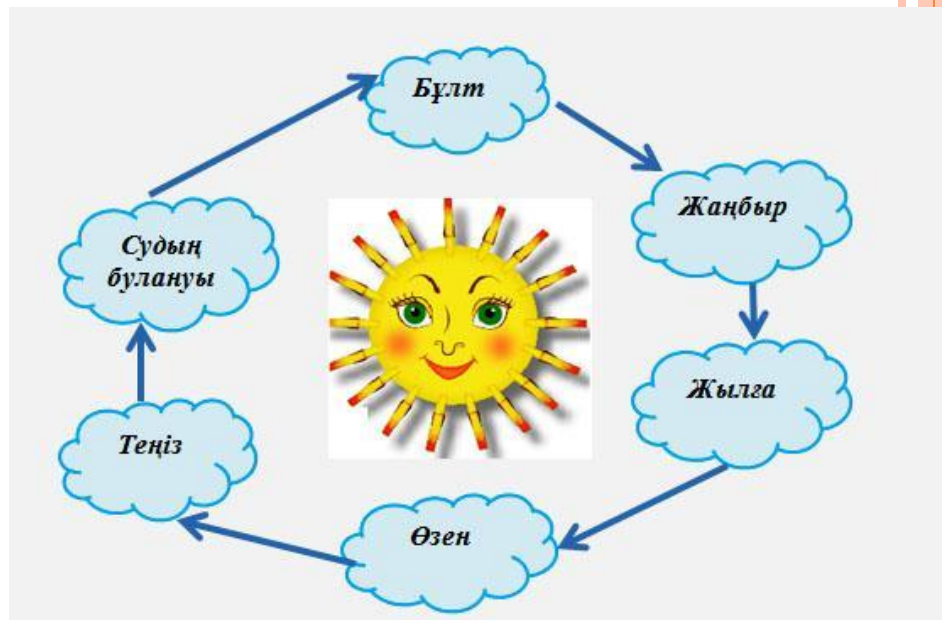 Бұлт
Жаңбыр
Судың
булануы
Жылға
Теңіз
Өзен